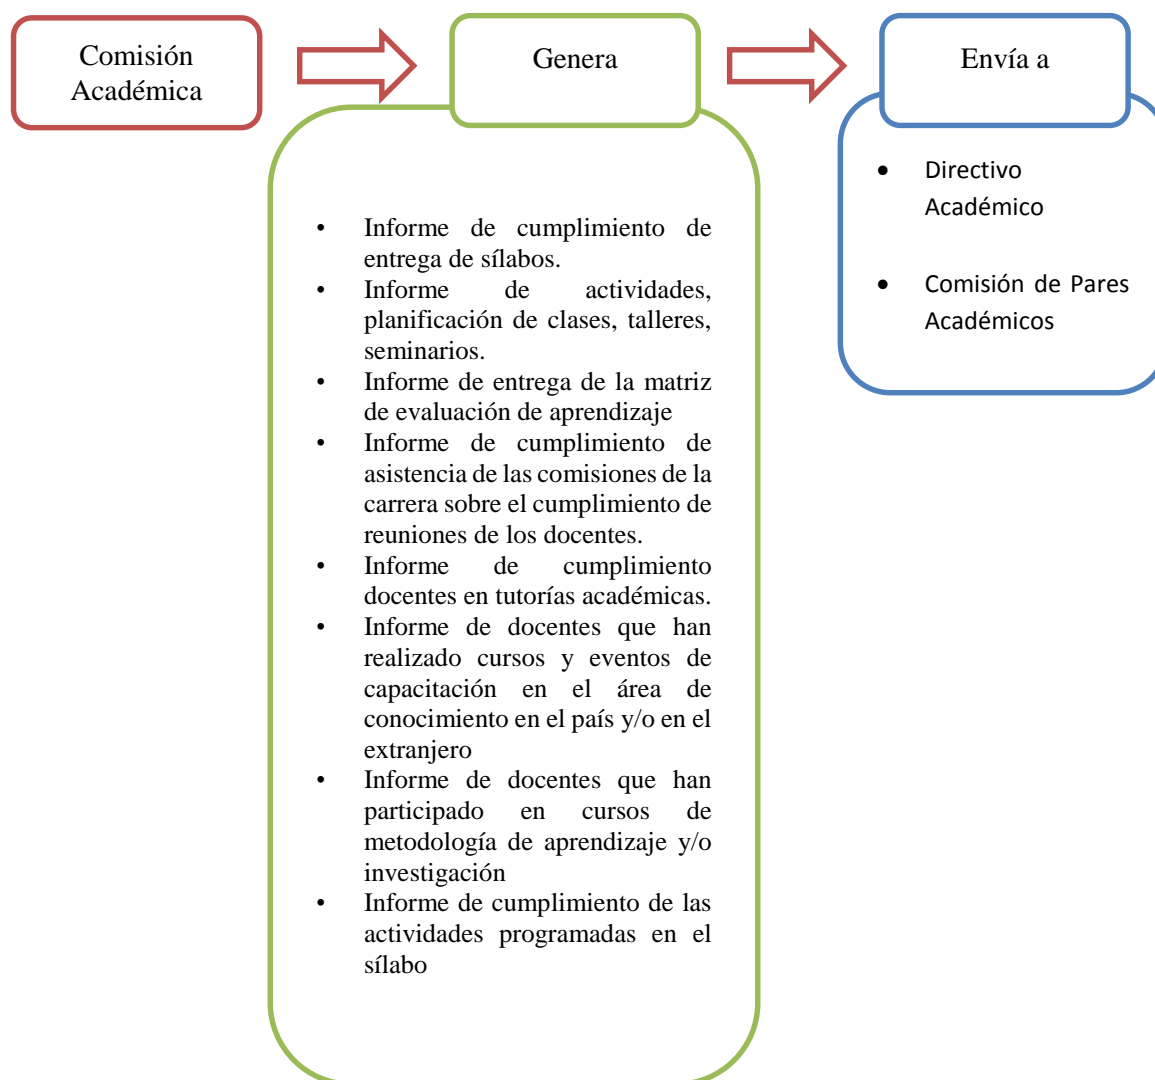 Comisión
Académica
Genera
Envía a
• Informe de cumplimiento de
entrega de sílabos.
• Informe de actividades,
planificación de clases, talleres,
seminarios.
• Informe de entrega de la matriz
de evaluación de aprendizaje
• Informe de cumplimiento de
asistencia de las comisiones de la
carrera sobre el cumplimiento de
reuniones de los docentes.
• Informe de cumplimiento
docentes en tutorías académicas.
• Informe de docentes que han
realizado cursos y eventos de
capacitación en el área de
conocimiento en el país y/o en el
extranjero
• Informe de docentes que han
participado en cursos de
metodología de aprendizaje y/o
investigación
• Informe de cumplimiento de las
actividades programadas en el
sílabo
• Directivo
Académico
• Comisión de Pares
Académicos